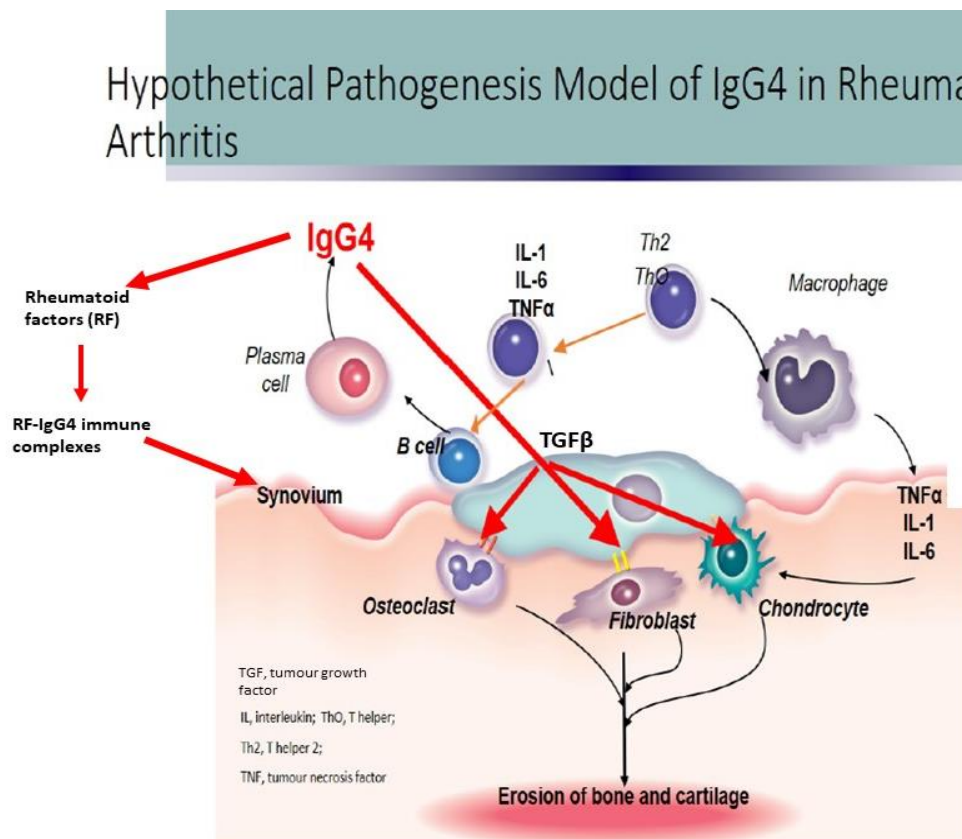 Hypothetical Pathogenesis Model of IgG4 in Rheuma
Arthritis
IgG4
Rheumatoid
factors (RF)
RF-IgG4 immune
complexes
Plasma
cell
IL-1
IL-6
TNFα
Th2
ThO
Macrophage
B cell
TGFβ
Synovium
TNFα
IL-1
IL-6
Osteoclast
Fibroblast
Chondrocyte
TGF, tumour growth
factor
IL, interleukin; ThO, T helper;
Th2, T helper 2;
TNF, tumour necrosis factor
Erosion of bone and cartilage